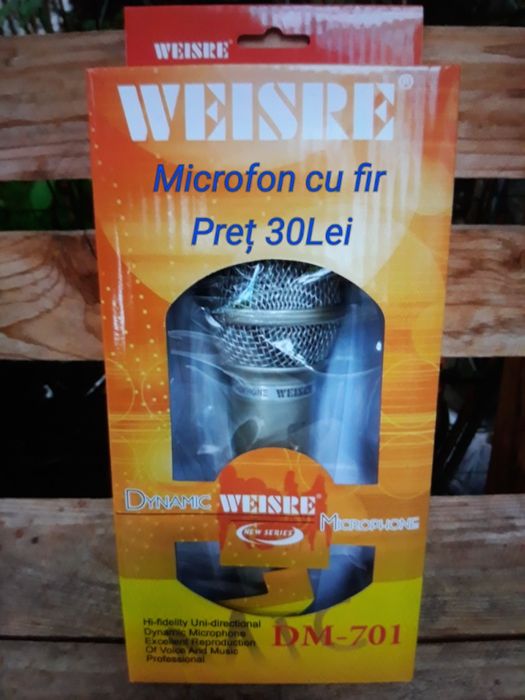 WEISRE
WEISRE®
Microfon cu fir
Preț 30Lei
WEISRE
DYNAMIC WEISRE®
MICROPHONE
NEW SERIES
Hi-fidelity Uni-directional
Dynamic Microphone
Excellent Reproduction
Of Voice And Music
Professional
DM-701